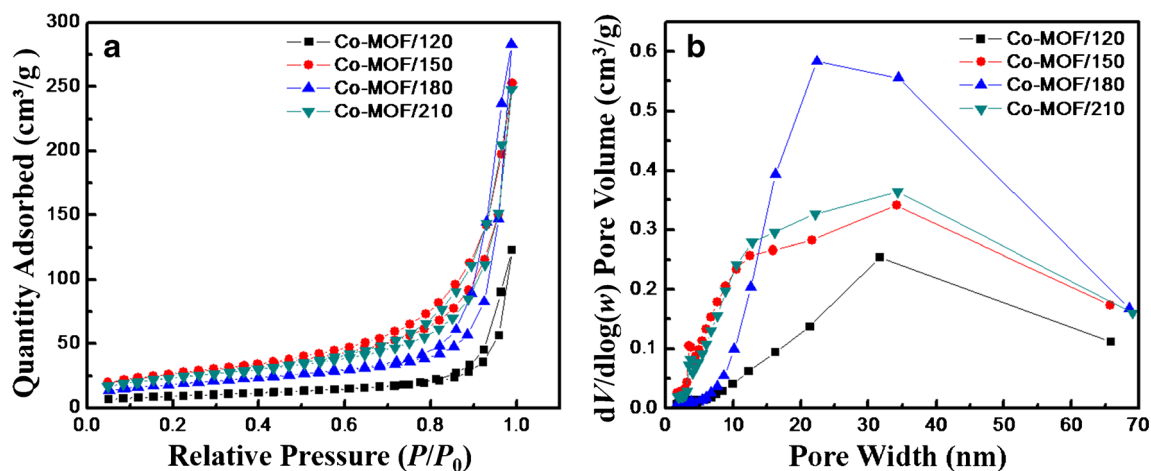 a
Co-MOF/120
Co-MOF/150
Co-MOF/180
Co-MOF/210
Quantity Adsorbed (cm³/g)
300
250
200
150
100
50
0
0.0 0.2 0.4 0.6 0.8 1.0
Relative Pressure (P/P₀)
b
Co-MOF/120
Co-MOF/150
Co-MOF/180
Co-MOF/210
dV/dlog(w) Pore Volume (cm³/g)
0.6
0.5
0.4
0.3
0.2
0.1
0.0
0 10 20 30 40 50 60 70
Pore Width (nm)